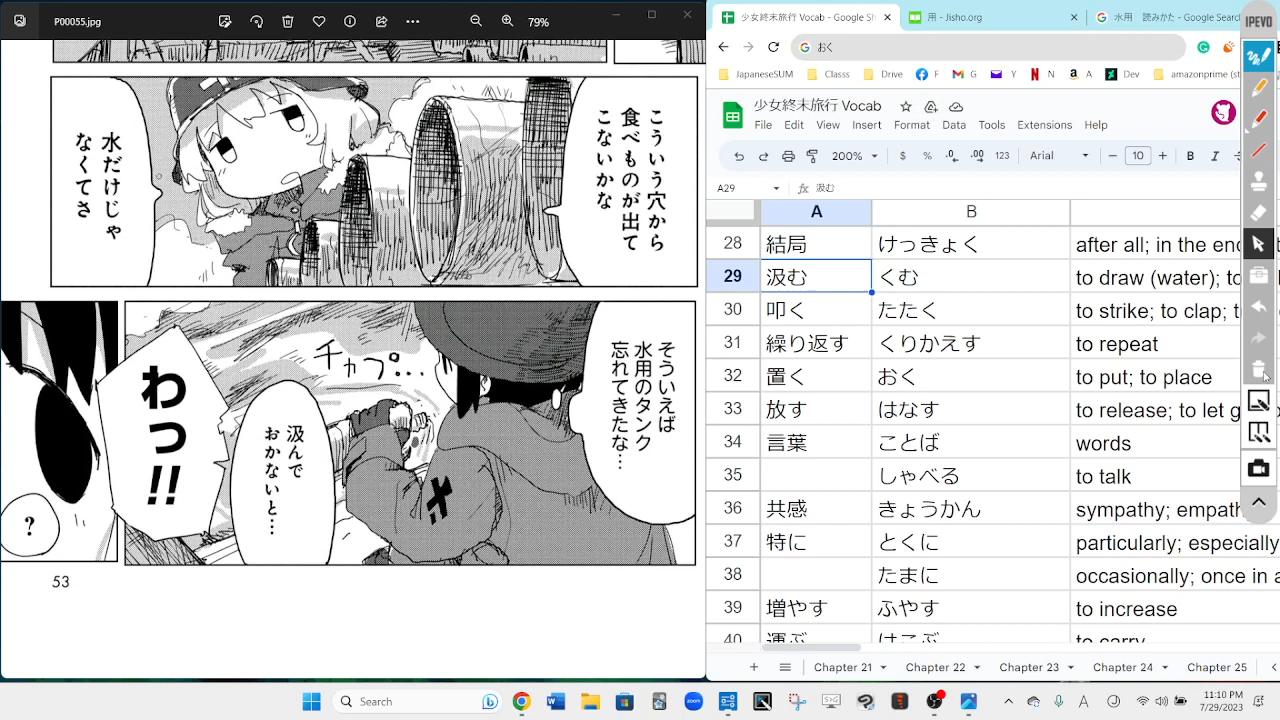 P00055.jpg
79%
こういう穴から
食べものが出て
こないかな
水だけじゃ
なくてさ
そういえば
水用のタンク
忘れてきたな…
チャプ…
汲んで
おかないと…
わっ!!
?
53
少女終末旅行 Vocab - Google Shee
用 - Jisho.org
水用 読みかた - Google Search
おく
JapaneseSUM
Classs
Drive
F
G
Y
N
A
Dev
amazonprime (st
少女終末旅行 Vocab
File Edit View Insert Format Data Tools Extensions Help
200% $ % .0 .00 123 Arial 10 B I
A29 fx 汲む
A B
28 結局 けっきょく after all; in the end
29 汲む くむ to draw (water); to
30 叩く たたく to strike; to clap; t
31 繰り返す くりかえす to repeat
32 置く おく to put; to place
33 放す はなす to release; to let g
34 言葉 ことば words
35 しゃべる to talk
36 共感 きょうかん sympathy; empath
37 特に とくに particularly; especially
38 たまに occasionally; once in a
39 増やす ふやす to increase
40 運ぶ はこぶ to carry
Chapter 21 Chapter 22 Chapter 23 Chapter 24 Chapter 25
IPEVO
Search
zoom
A
11:10 PM
7/29/2023